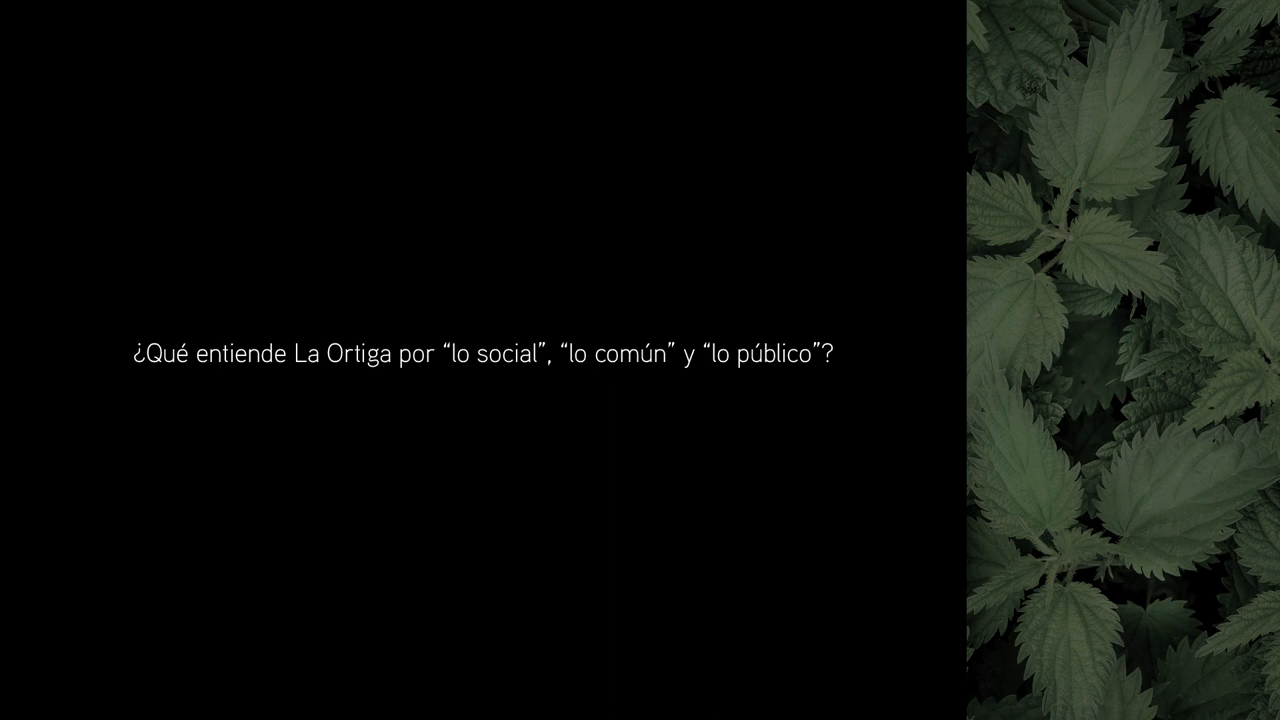 ¿Qué entiende La Ortiga por “lo social”, “lo común” y “lo público”?